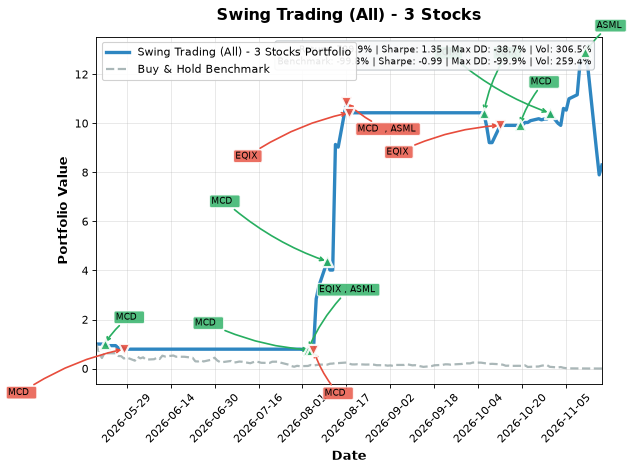 Swing Trading (All) - 3 Stocks
ASML
Swing Trading (All) - 3 Stocks Portfolio
Buy & Hold Benchmark
9% | Sharpe: 1.35 | Max DD: -38.7% | Vol: 306.5%
Sharpe: -0.99 | Max DD: -99.9% | Vol: 259.4%
MCD
MCD , ASML
EQIX
EQIX
MCD
EQIX , ASML
MCD
MCD
MCD
MCD
Portfolio Value
12
10
8
6
4
2
0
2026-05-29
2026-06-14
2026-06-30
2026-07-16
2026-08-01
2026-08-17
2026-09-02
2026-09-18
2026-10-04
2026-10-20
2026-11-05
Date